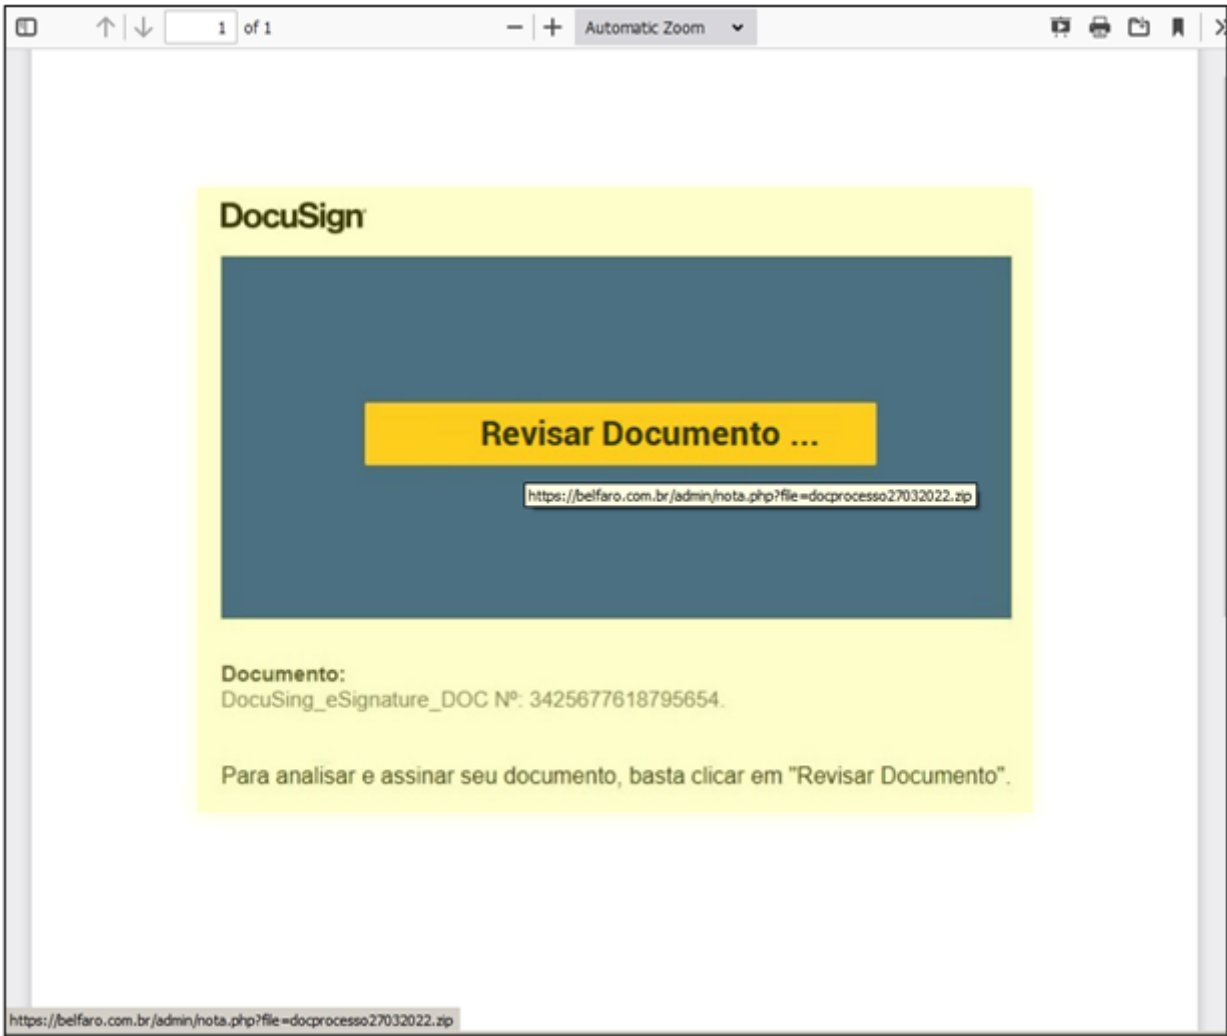 1 of 1
Automatic Zoom
DocuSign
Revisar Documento ...
https://belfaro.com.br/admin/nota.php?file=docprocesso27032022.zip
Documento:
DocuSing_eSignature_DOC Nº: 3425677618795654.
Para analisar e assinar seu documento, basta clicar em "Revisar Documento".
https://belfaro.com.br/admin/nota.php?file=docprocesso27032022.zip